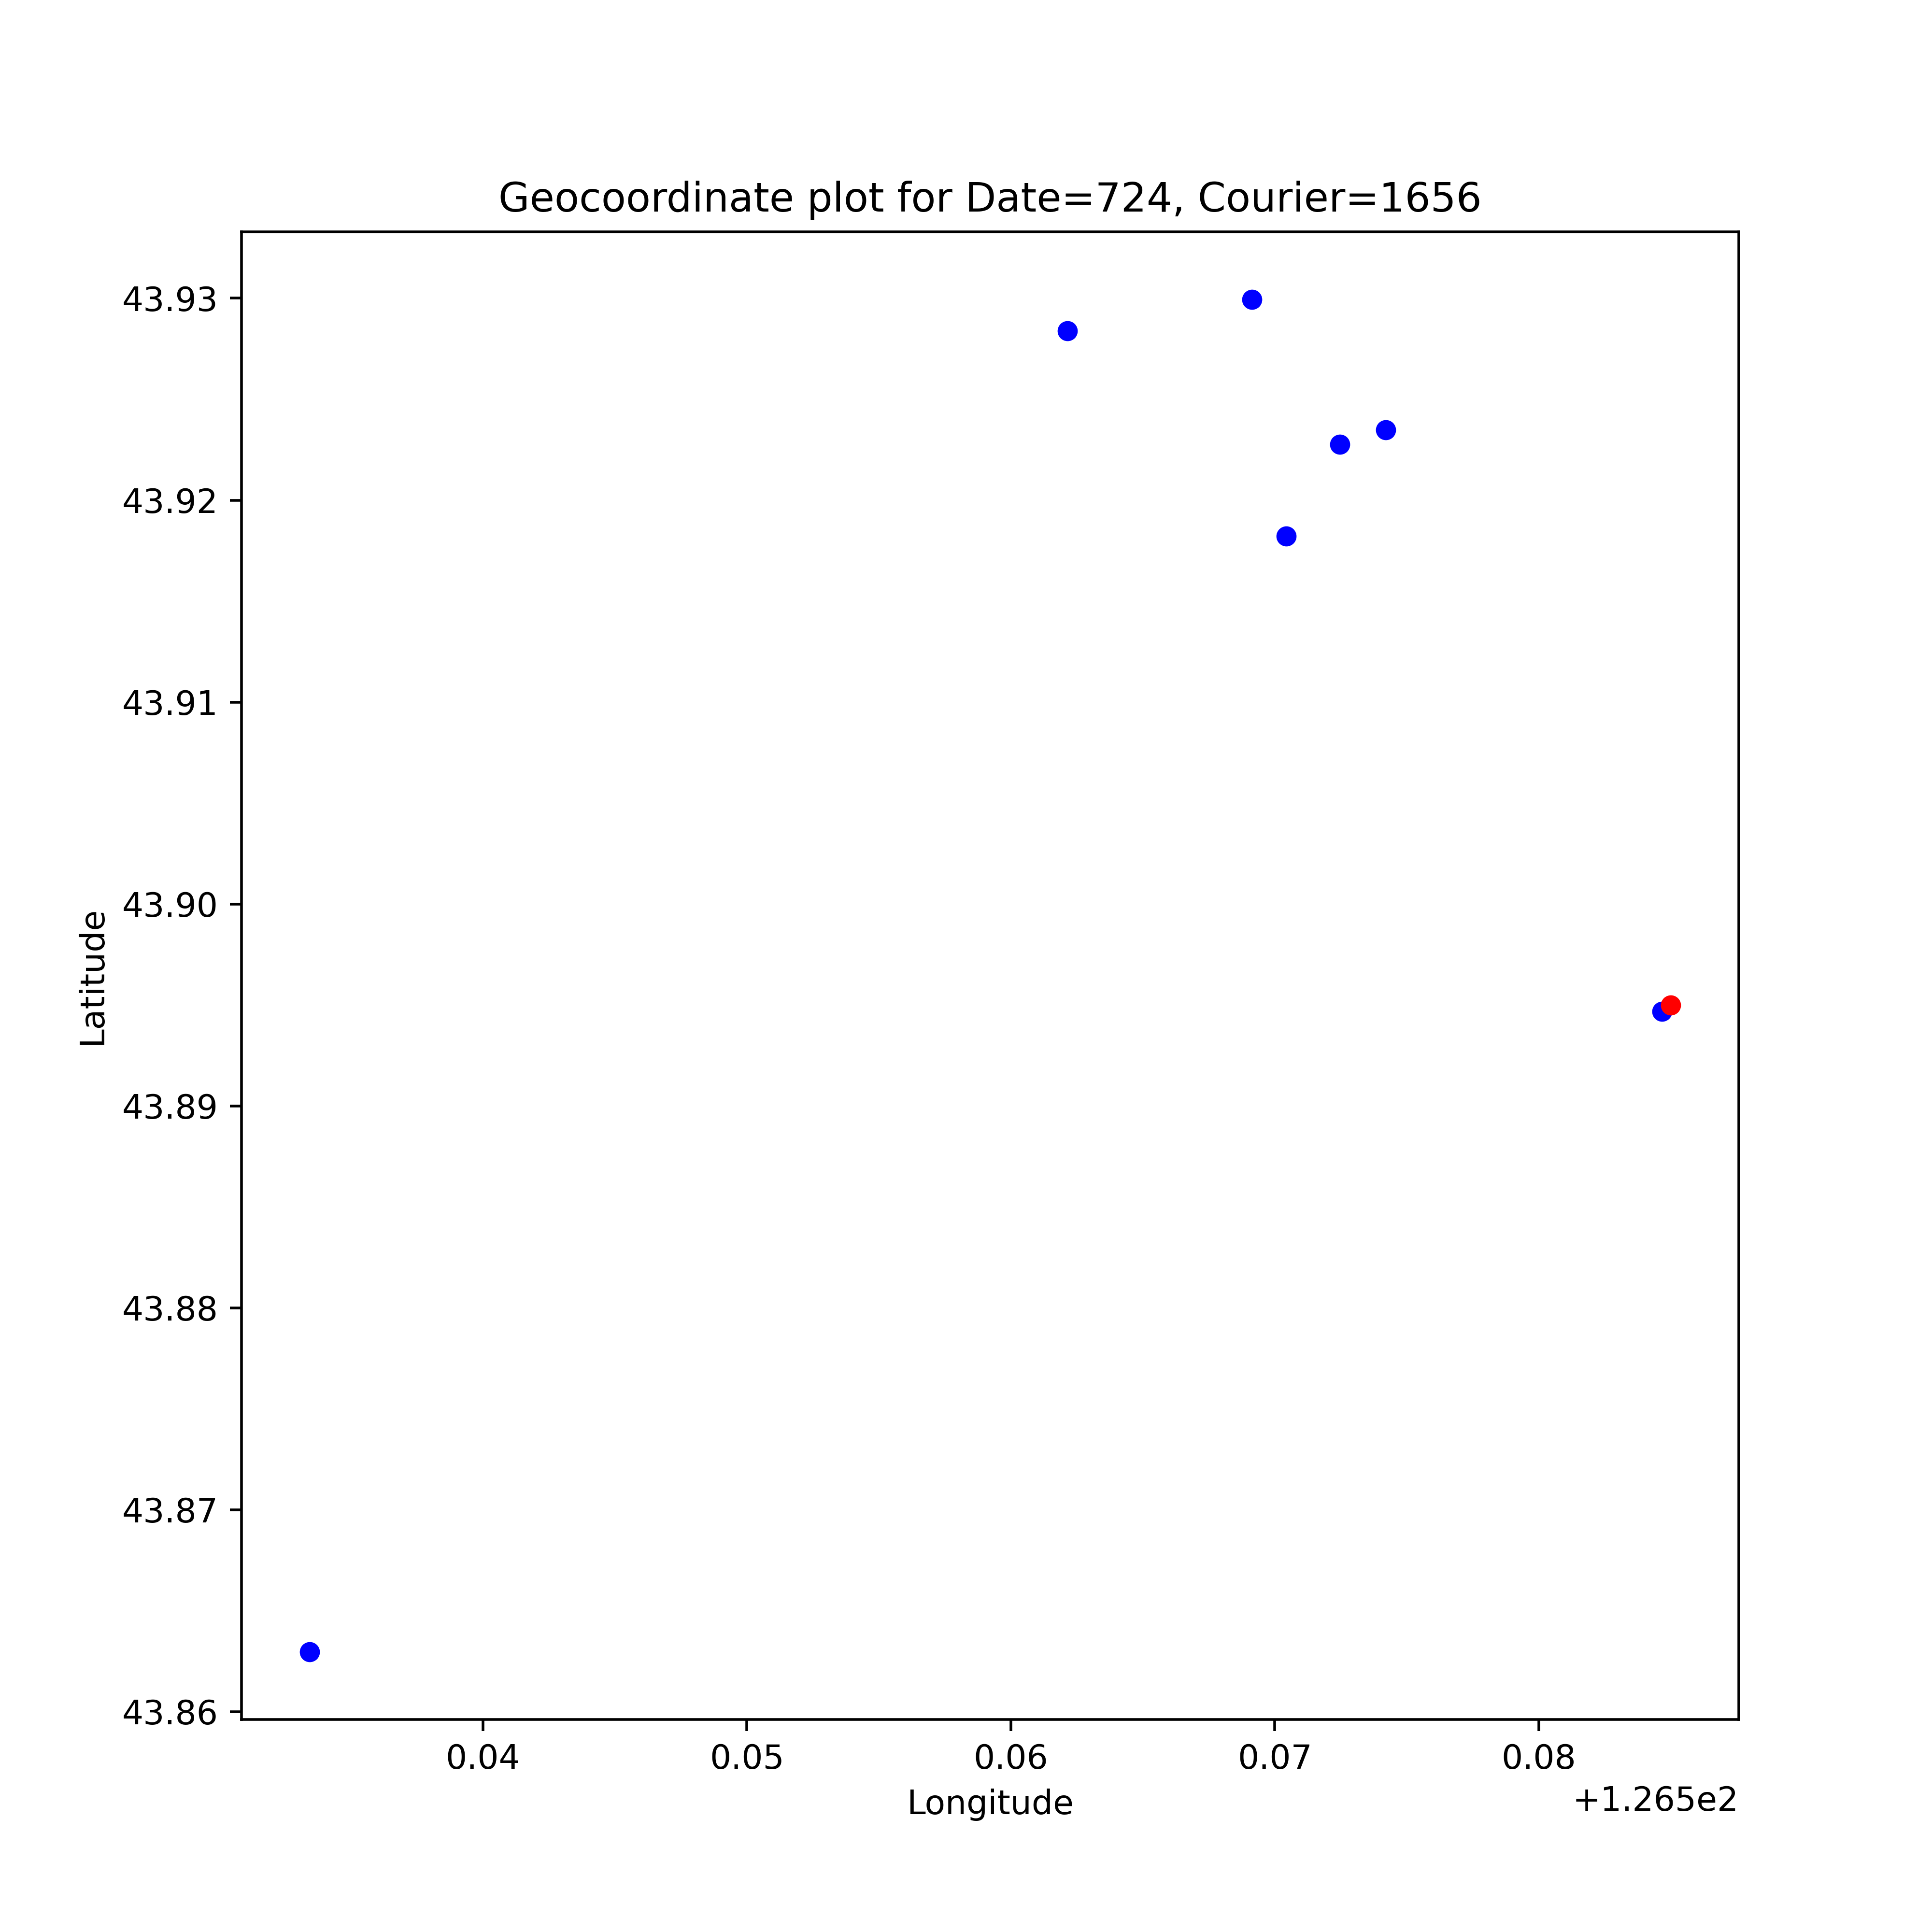 Geocoordinate plot for Date=724, Courier=1656
43.93
43.92
43.91
43.90
43.89
43.88
43.87
43.86
Latitude
0.04 0.05 0.06 0.07 0.08
+1.265e2
Longitude